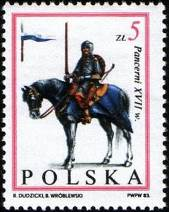 ZŁ 5
Pancerni XVII w.
POLSKA
R. DUDZICKI, B. WRÓBLEWSKI PWPW 83.